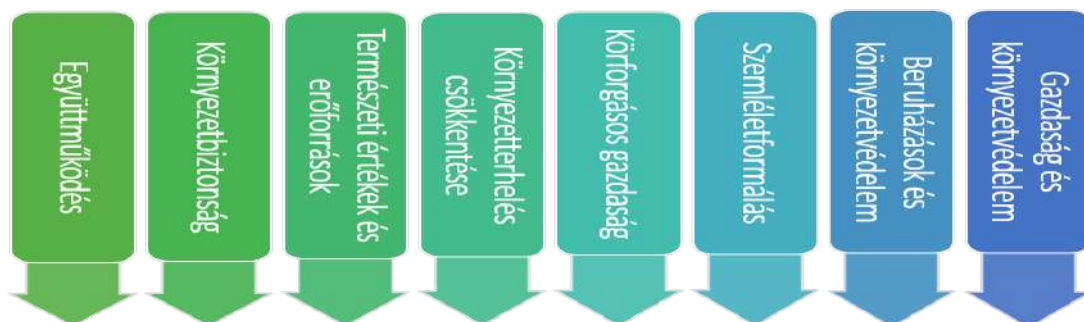 Együttműködés
Környezetbiztonság
Természeti értékek és
erőforrások
Környezetterhelés
csökkentése
Körforgásos gazdaság
Szemléletformálás
Beruházások és
környezetvédelem
Gazdaság és
környezetvédelem